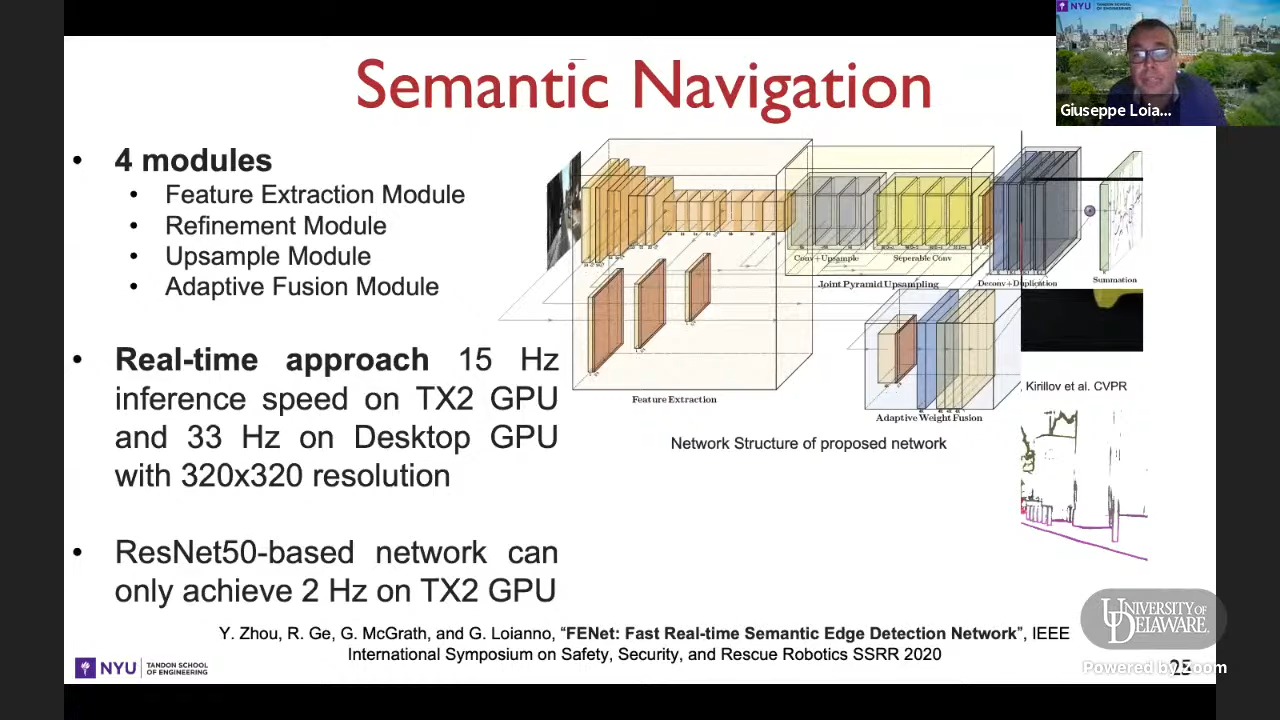 NYU TANDON SCHOOL OF ENGINEERING
Giuseppe Loia...
Semantic Navigation
• 4 modules
• Feature Extraction Module
• Refinement Module
• Upsample Module
• Adaptive Fusion Module
• Real-time approach 15 Hz
inference speed on TX2 GPU
and 33 Hz on Desktop GPU
with 320x320 resolution
• ResNet50-based network can
only achieve 2 Hz on TX2 GPU
Conv+Upsample
Seperable Conv
Joint Pyramid Upsampling
Deconv+Duplication
Summation
Feature Extraction
Adaptive Weight Fusion
Kirillov et al. CVPR
Network Structure of proposed network
Y. Zhou, R. Ge, G. McGrath, and G. Loianno, “FENet: Fast Real-time Semantic Edge Detection Network”, IEEE
International Symposium on Safety, Security, and Rescue Robotics SSRR 2020
NYU TANDON SCHOOL
OF ENGINEERING
UNIVERSITY OF
DELAWARE.
Powered by Zoom